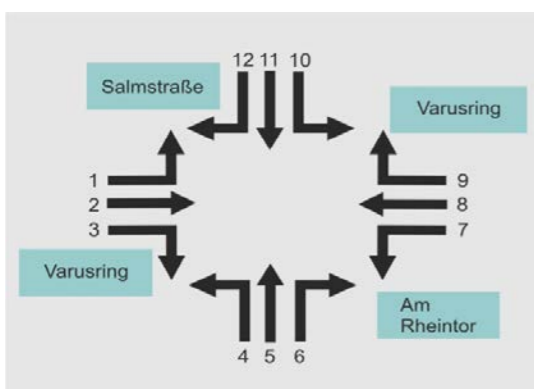 12 11 10
Salmstraße
Varusring
1
9
2
8
3
7
Varusring
Am
Rheintor
4 5 6